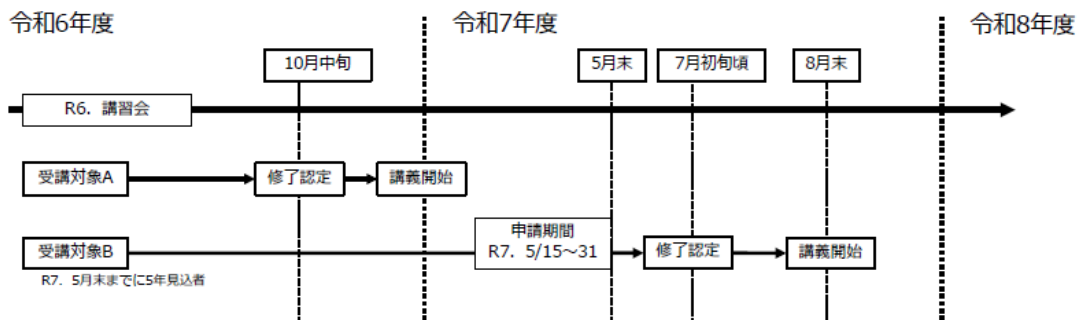 令和6年度
令和7年度
令和8年度
10月中旬
5月末
7月初旬頃
8月末
R6. 講習会
受講対象A
修了認定
講義開始
申請期間
R7. 5/15～31
受講対象B
修了認定
講義開始
R7. 5月末までに5年見込者